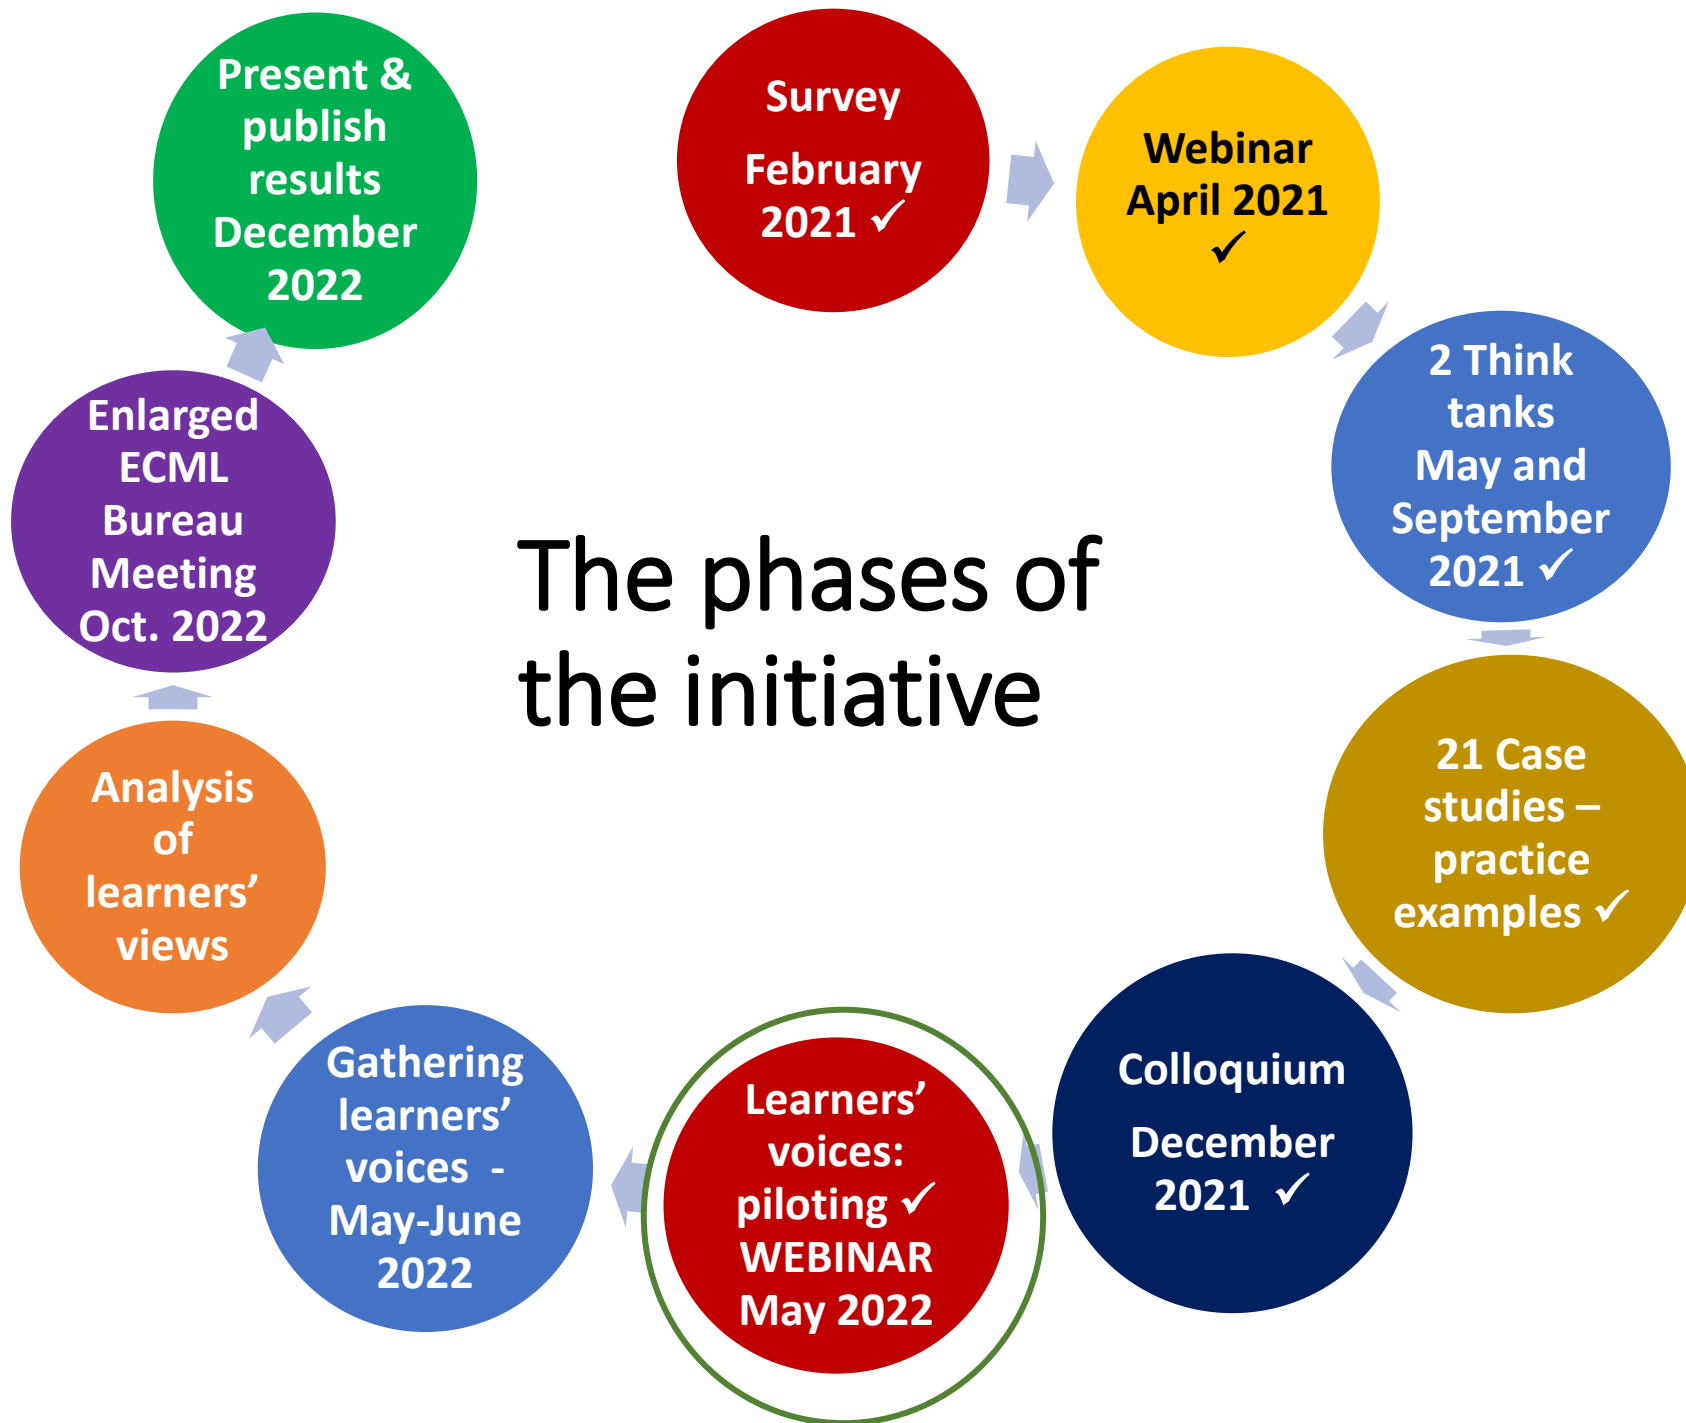 The phases of
the initiative
Survey
February
2021 ✓
Webinar
April 2021
✓
2 Think
tanks
May and
September
2021 ✓
21 Case
studies –
practice
examples ✓
Colloquium
December
2021 ✓
Learners’
voices:
piloting ✓
WEBINAR
May 2022
Gathering
learners’
voices -
May-June
2022
Analysis
of
learners’
views
Enlarged
ECML
Bureau
Meeting
Oct. 2022
Present &
publish
results
December
2022